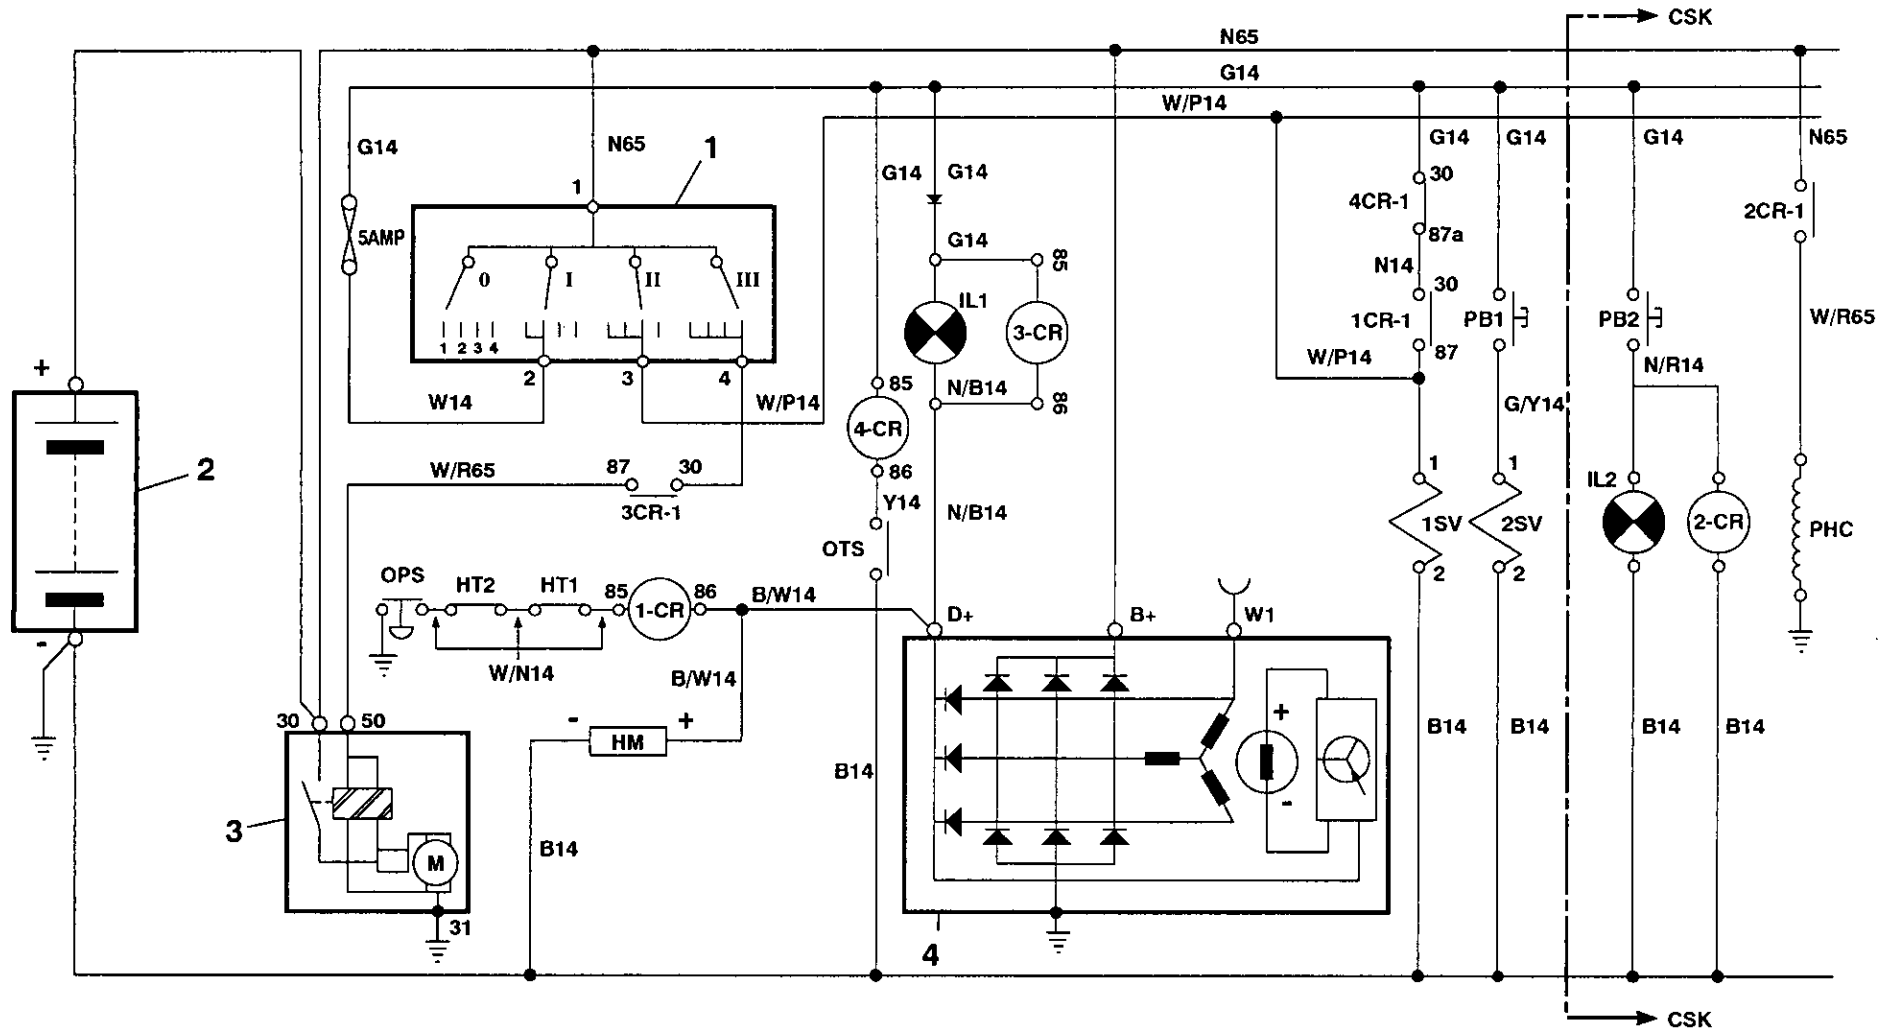 CSK
N65
G14
W/P14
G14
N65
1
G14
G14
G14
G14
G14
N65
1
30
4CR-1
87a
2CR-1
5AMP
0
I
II
III
G14
85
N14
30
IL1
3-CR
1CR-1
PB1
PB2
W/R65
1 2 3 4
87
W/P14
N/R14
2
3
4
+
W14
W/P14
85
N/B14
86
G/Y14
4-CR
2
W/R65
87
30
86
1
1
IL2
3CR-1
Y14
N/B14
1SV
2SV
2-CR
PHC
OTS
OPS
HT2
HT1
85
1-CR
86
B/W14
2
2
D+
B+
W1
-
W/N14
B/W14
30
50
-
+
HM
+
B14
B14
B14
B14
B14
-
3
B14
M
31
4
CSK